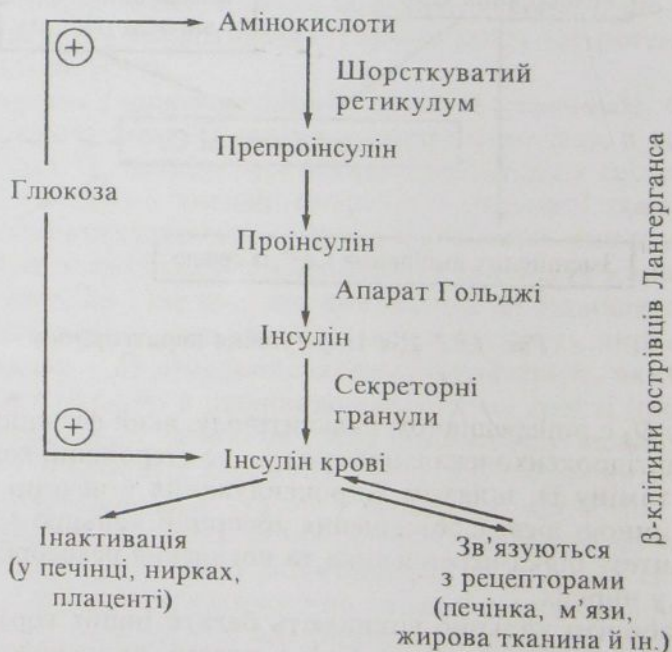 Амінокислоти
Шорсткуватий
ретикулум
Препроінсулін
Глюкоза
Проінсулін
Апарат Гольджі
Інсулін
Секреторні
гранули
Інсулін крові
Інактивація
(у печінці, нирках,
плаценті)
Зв'язуються
з рецепторами
(печінка, м'язи,
жирова тканина й ін.)
β-клітини острівців Лангерганса